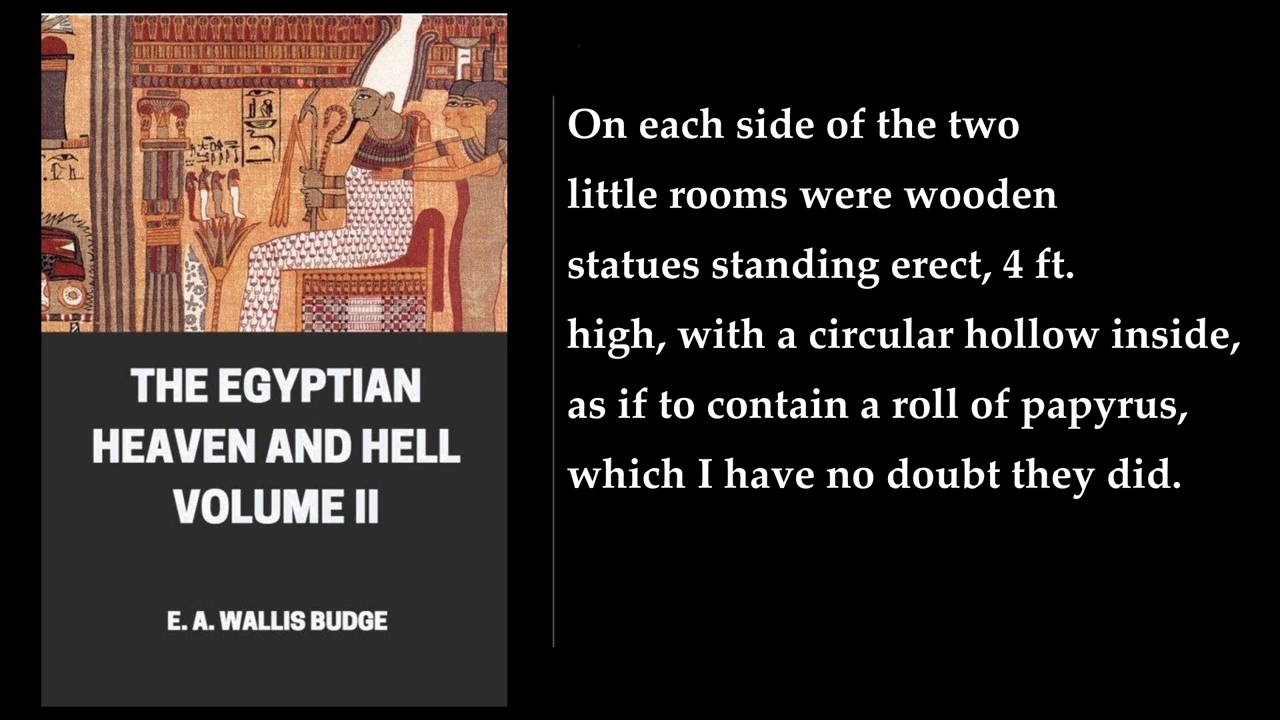 THE EGYPTIAN
HEAVEN AND HELL
VOLUME II
E. A. WALLIS BUDGE
On each side of the two
little rooms were wooden
statues standing erect, 4 ft.
high, with a circular hollow inside,
as if to contain a roll of papyrus,
which I have no doubt they did.